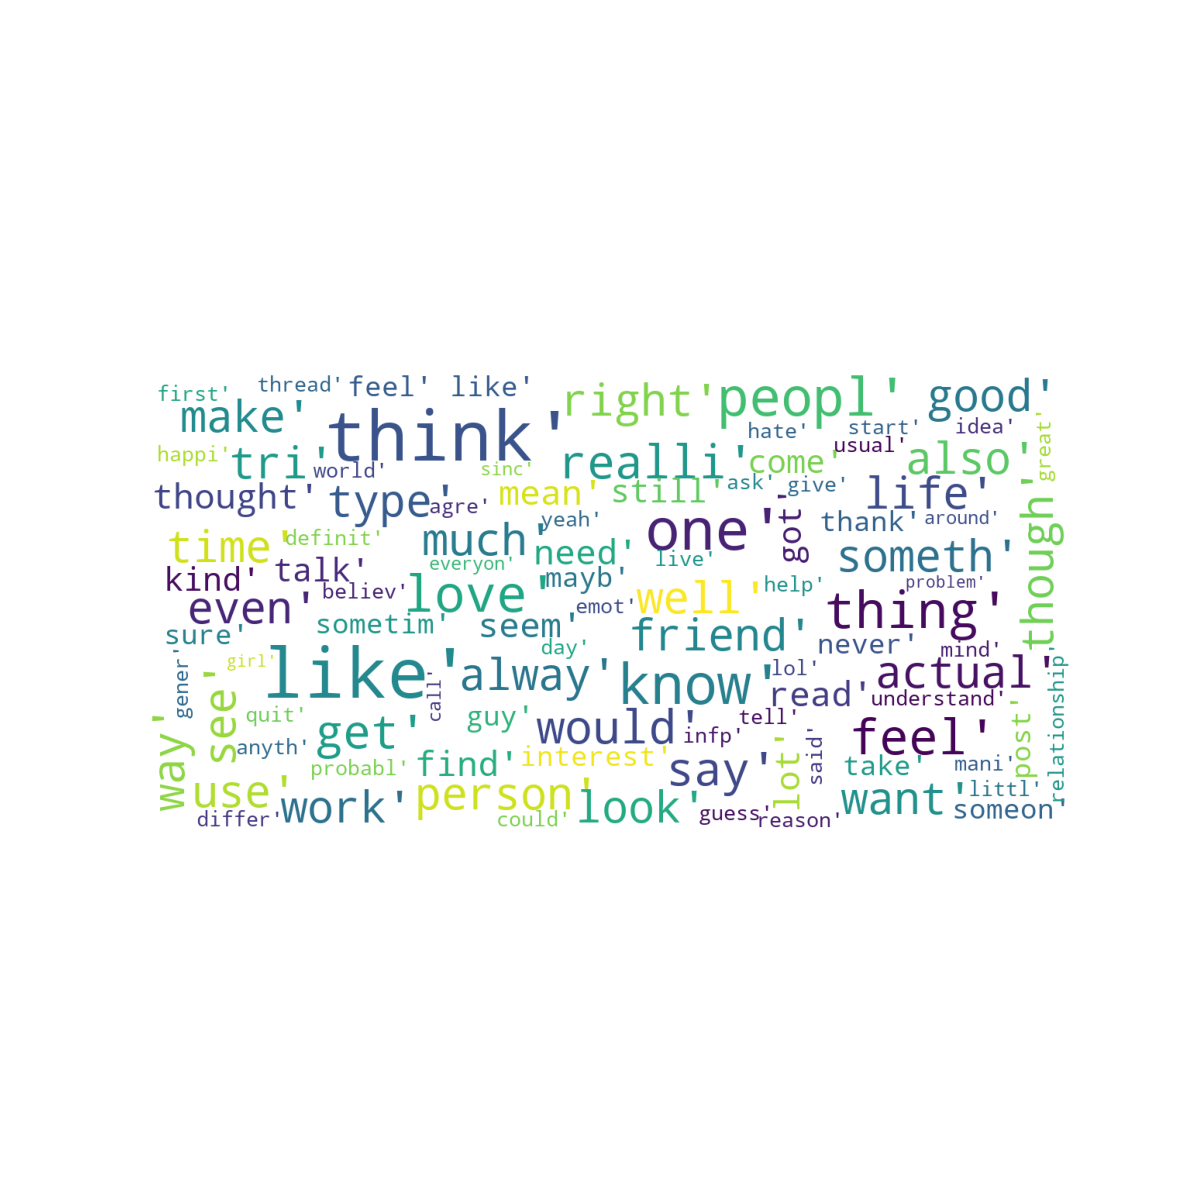 first'
thread'
feel' like'
make'
think'
right'
peopl'
good'
happi'
tri'
world'
sinc'
realli'
hate'
come'
start'
usual'
idea'
also'
great'
thought'
type'
agre'
mean'
still'
ask'
give'
life'
time'
definit'
much'
yeah'
one'
got'
thank'
around'
though'
kind'
talk'
everyon'
need'
live'
someth'
believ'
love'
mayb'
emot'
well'
help'
problem'
thing'
even'
sure'
sometim'
seem'
day'
friend'
never'
mind'
gener'
girl'
see'
like'
call'
alway'
know'
lol'
read'
actual'
understand'
relationship'
way'
quit'
anyth'
get'
guy'
would'
infp'
tell'
feel'
post'
probabl'
find'
interest'
say'
lot'
said'
take'
mani'
use'
differ'
work'
person'
could'
look'
guess'
reason'
want'
littl'
someon'